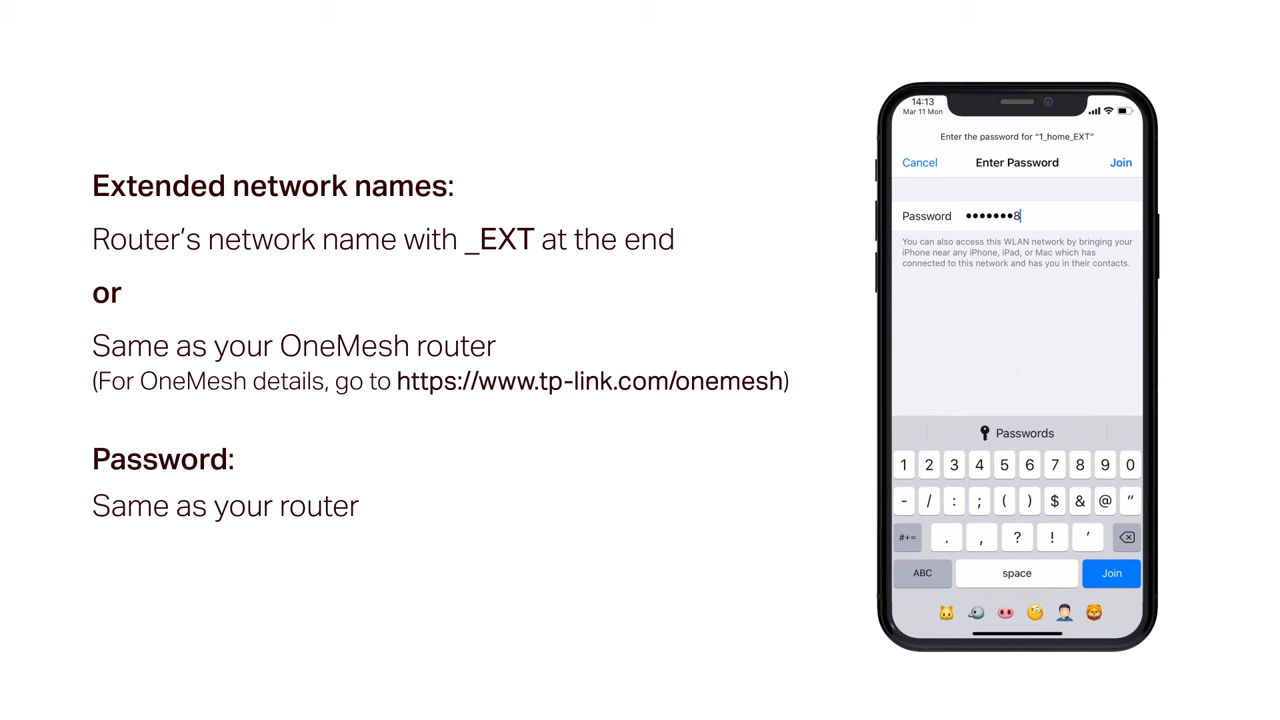 Extended network names:
Router’s network name with _EXT at the end
or
Same as your OneMesh router
(For OneMesh details, go to https://www.tp-link.com/onemesh)
Password:
Same as your router
14:13
Mar 11 Mon
Enter the password for “1_home_EXT”
Cancel Enter Password Join
Password •••••••8
You can also access this WLAN network by bringing your
iPhone near any iPhone, iPad, or Mac which has
connected to this network and has you in their contacts.
Passwords
1 2 3 4 5 6 7 8 9 0
- / : ; ( ) $ & @ ”
#+= . , ? ! ’
ABC space Join